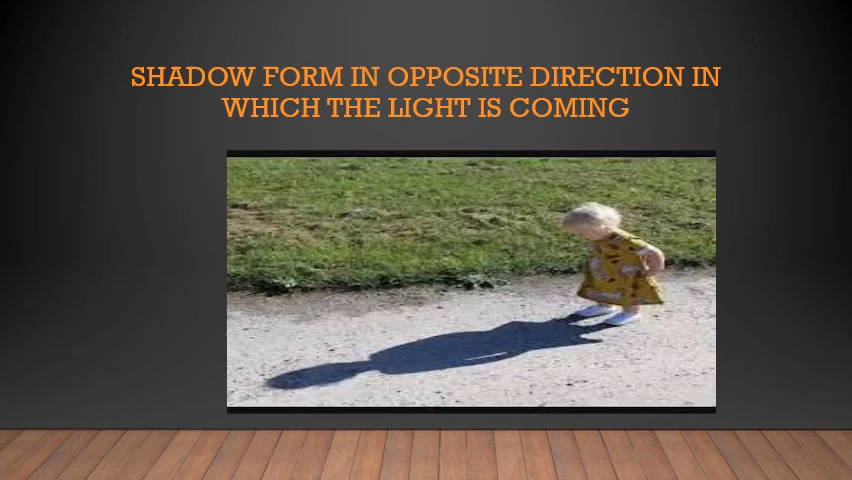 SHADOW FORM IN OPPOSITE DIRECTION IN
WHICH THE LIGHT IS COMING